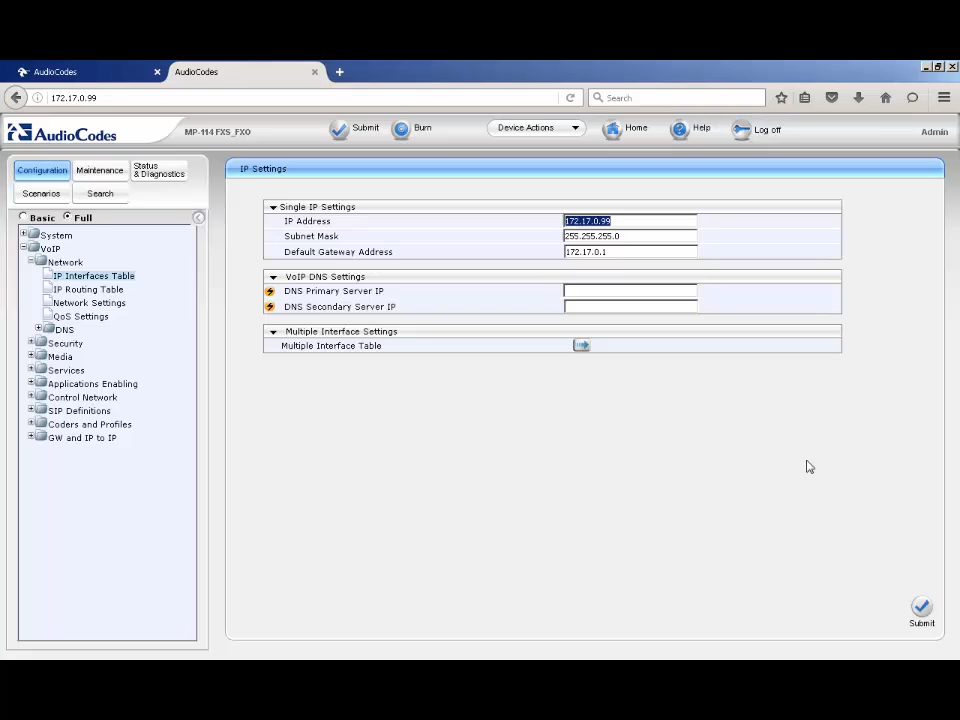 AudioCodes
AudioCodes
172.17.0.99
Search
AudioCodes
MP-114 FXS_FXO
Submit
Burn
Device Actions
Home
Help
Log off
Admin
Configuration
Maintenance
Status
& Diagnostics
Scenarios
Search
Basic
Full
System
VoIP
Network
IP Interfaces Table
IP Routing Table
Network Settings
QoS Settings
DNS
Security
Media
Services
Applications Enabling
Control Network
SIP Definitions
Coders and Profiles
GW and IP to IP
IP Settings
Single IP Settings
IP Address 172.17.0.99
Subnet Mask 255.255.255.0
Default Gateway Address 172.17.0.1
VoIP DNS Settings
DNS Primary Server IP
DNS Secondary Server IP
Multiple Interface Settings
Multiple Interface Table
Submit